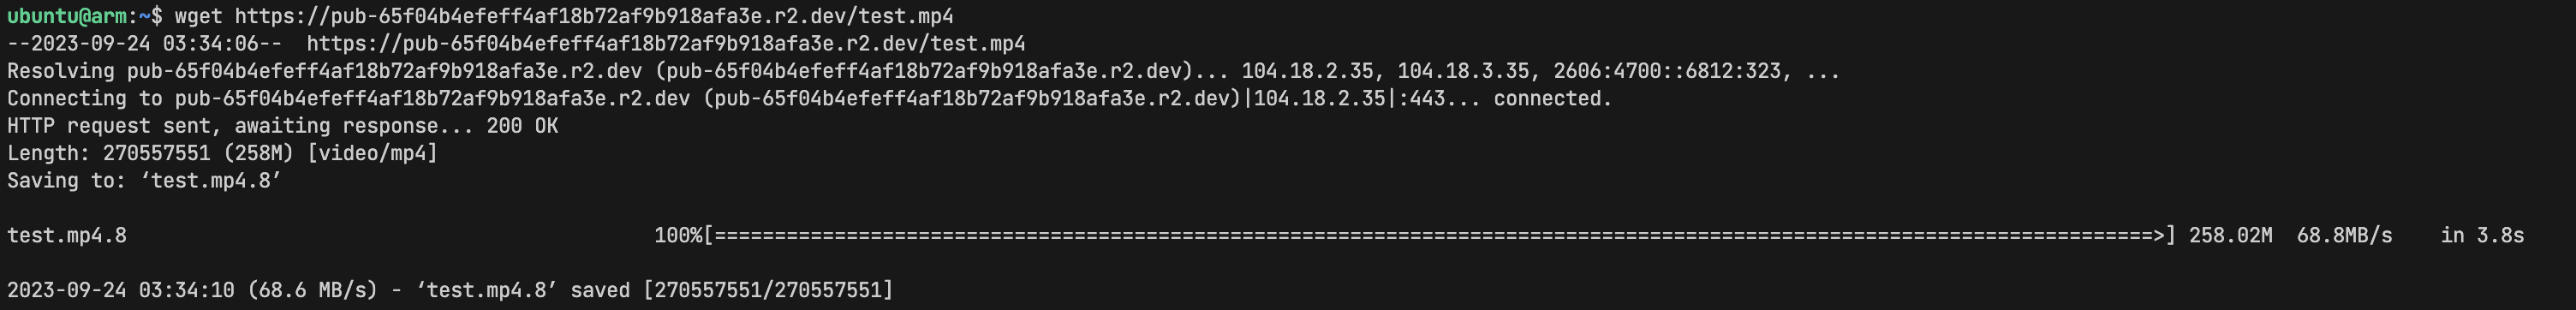 ubuntu@arm:~$ wget https://pub-65f04b4efeff4af18b72af9b918afa3e.r2.dev/test.mp4
--2023-09-24 03:34:06--  https://pub-65f04b4efeff4af18b72af9b918afa3e.r2.dev/test.mp4
Resolving pub-65f04b4efeff4af18b72af9b918afa3e.r2.dev (pub-65f04b4efeff4af18b72af9b918afa3e.r2.dev)... 104.18.2.35, 104.18.3.35, 2606:4700::6812:323, ...
Connecting to pub-65f04b4efeff4af18b72af9b918afa3e.r2.dev (pub-65f04b4efeff4af18b72af9b918afa3e.r2.dev)|104.18.2.35|:443... connected.
HTTP request sent, awaiting response... 200 OK
Length: 270557551 (258M) [video/mp4]
Saving to: ‘test.mp4.8’
test.mp4.8 100%[========================================================================================================================>] 258.02M  68.8MB/s    in 3.8s
2023-09-24 03:34:10 (68.6 MB/s) - ‘test.mp4.8’ saved [270557551/270557551]